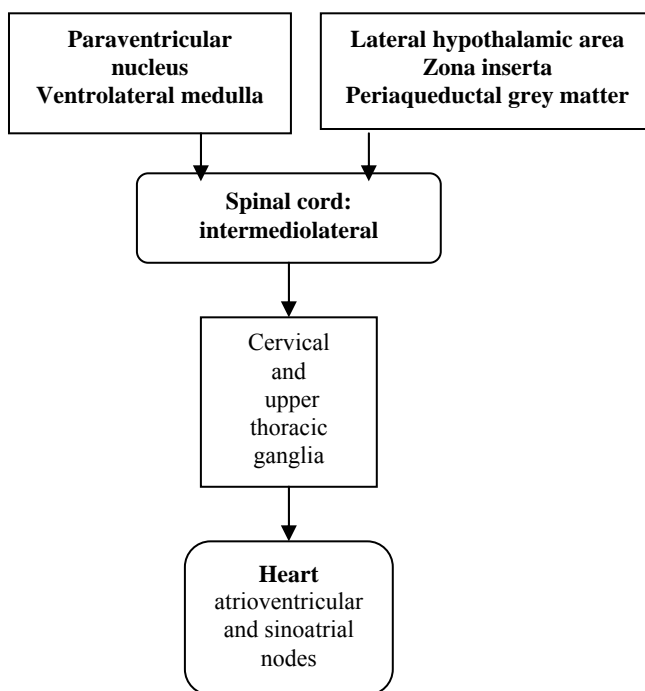 Paraventricular
nucleus
Ventrolateral medulla
Lateral hypothalamic area
Zona inserta
Periaqueductal grey matter
Spinal cord:
intermediolateral
Cervical
and
upper
thoracic
ganglia
Heart
atrioventricular
and sinoatrial
nodes